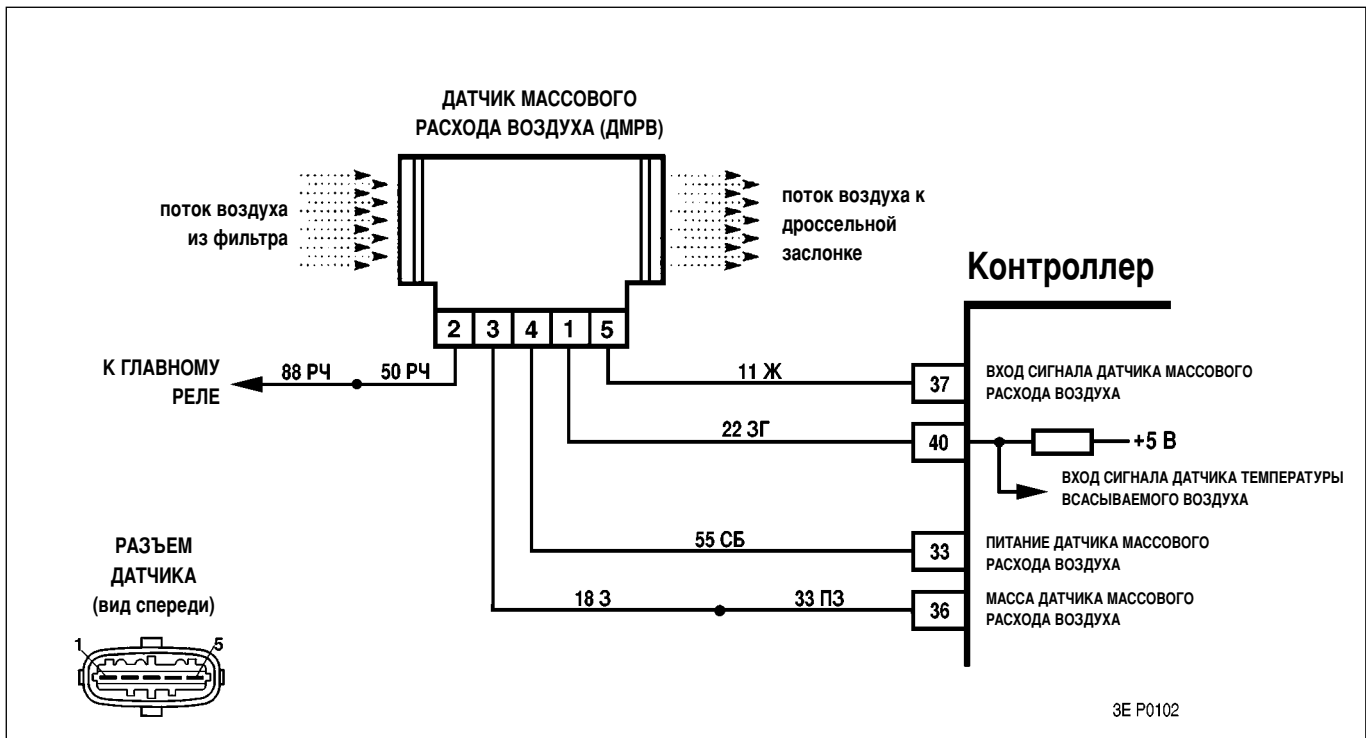 ДАТЧИК МАССОВОГО
РАСХОДА ВОЗДУХА (ДМРВ)
поток воздуха
из фильтра
поток воздуха к
дроссельной
заслонке
Контроллер
2 3 4 1 5
К ГЛАВНОМУ
РЕЛЕ
88 РЧ
50 РЧ
11 Ж
37
ВХОД СИГНАЛА ДАТЧИКА МАССОВОГО
РАСХОДА ВОЗДУХА
22 ЗГ
40
+5 В
ВХОД СИГНАЛА ДАТЧИКА ТЕМПЕРАТУРЫ
ВСАСЫВАЕМОГО ВОЗДУХА
55 СБ
33
ПИТАНИЕ ДАТЧИКА МАССОВОГО
РАСХОДА ВОЗДУХА
18 З
33 ПЗ
36
МАССА ДАТЧИКА МАССОВОГО
РАСХОДА ВОЗДУХА
РАЗЪЕМ
ДАТЧИКА
(вид спереди)
1
5
3Е Р0102